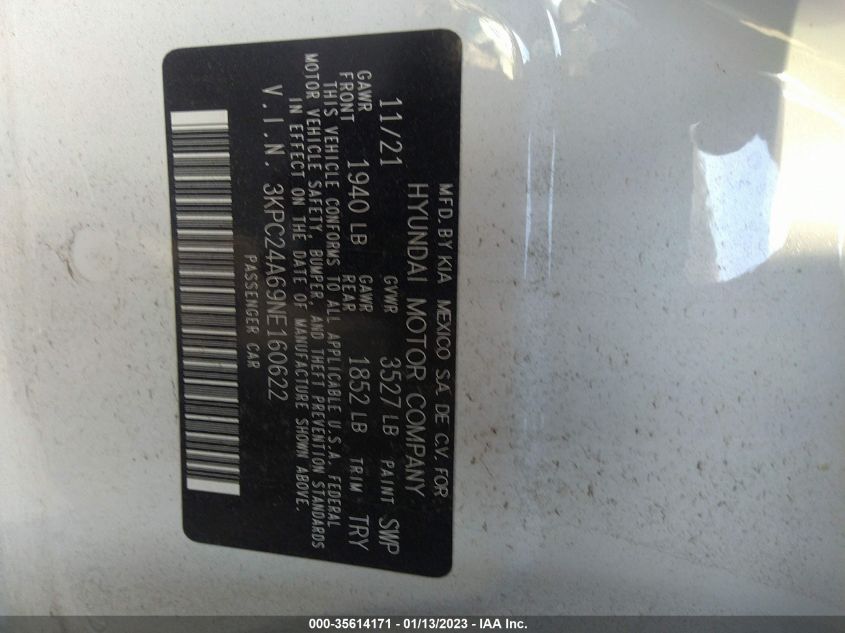 MFD. BY KIA MEXICO S.A. DE C.V. FOR
HYUNDAI MOTOR COMPANY
11/21 GVWR 3527 LB PAINT SWP
GAWR FRONT 1940 LB GAWR REAR 1852 LB TRIM TRY
THIS VEHICLE CONFORMS TO ALL APPLICABLE U.S.A. FEDERAL
MOTOR VEHICLE SAFETY, BUMPER, AND THEFT PREVENTION STANDARDS
IN EFFECT ON THE DATE OF MANUFACTURE SHOWN ABOVE.
V.I.N. 3KPC24A69NE160622
PASSENGER CAR
000-35614171 - 01/13/2023 - IAA Inc.